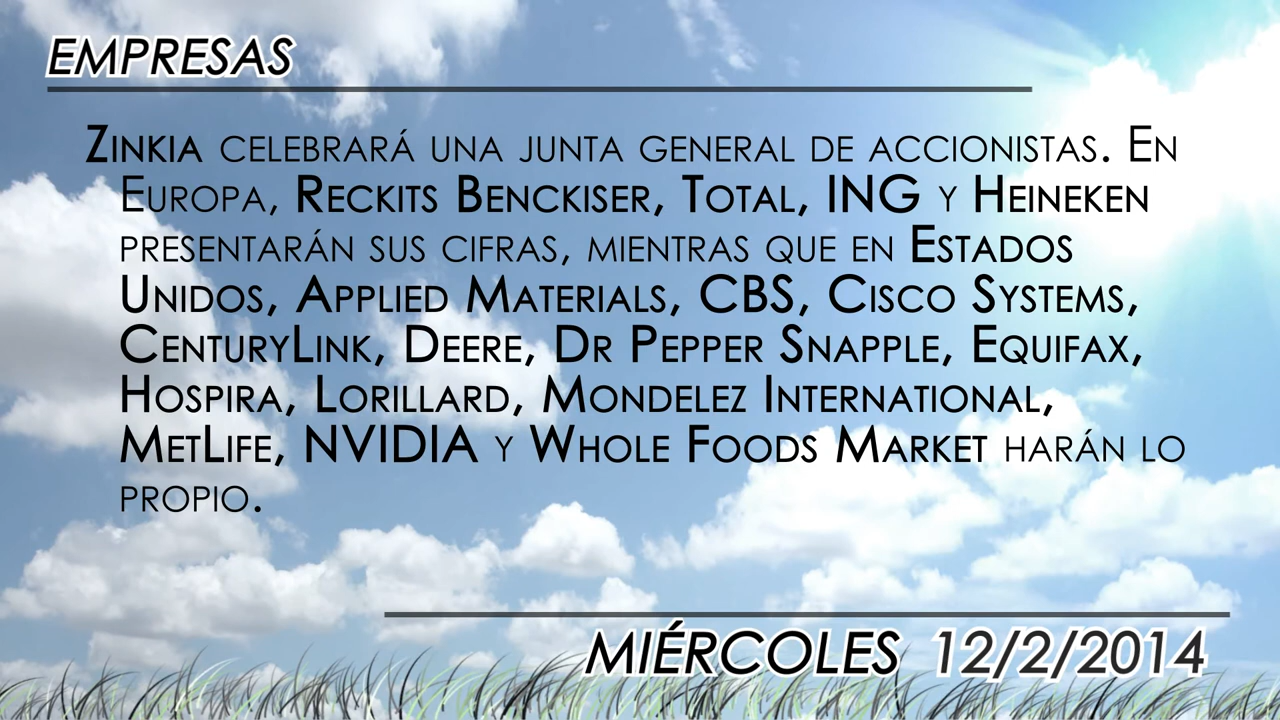 EMPRESAS
Zinkia celebrará una junta general de accionistas. En
Europa, Reckits Benckiser, Total, ING y Heineken
presentarán sus cifras, mientras que en Estados
Unidos, Applied Materials, CBS, Cisco Systems,
CenturyLink, Deere, Dr Pepper Snapple, Equifax,
Hospira, Lorillard, Mondelez International,
MetLife, NVIDIA y Whole Foods Market harán lo
propio.
MIÉRCOLES 12/2/2014